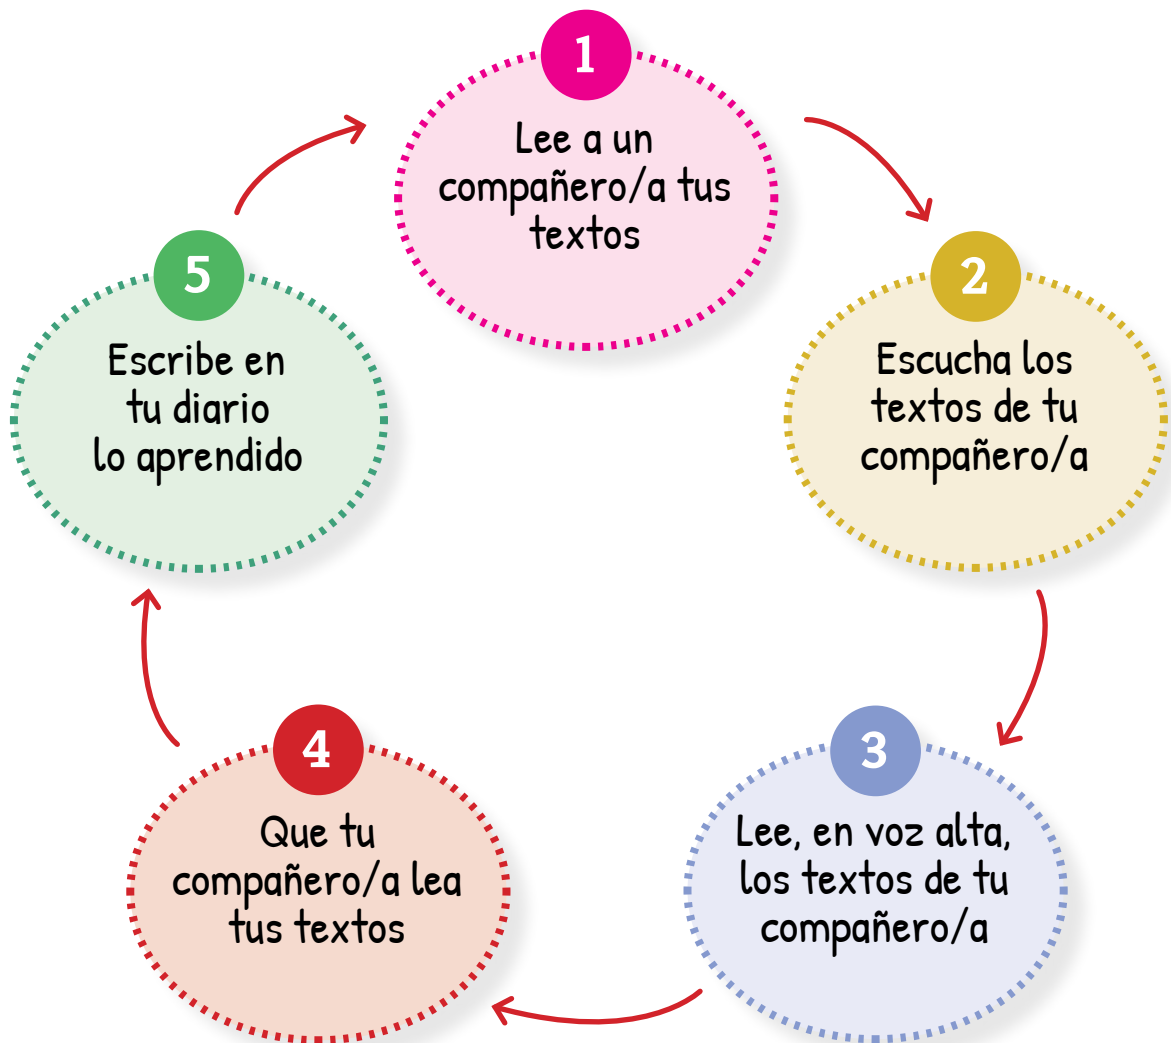 1
Lee a un
compañero/a tus
textos
2
Escucha los
textos de tu
compañero/a
3
Lee, en voz alta,
los textos de tu
compañero/a
4
Que tu
compañero/a lea
tus textos
5
Escribe en
tu diario
lo aprendido